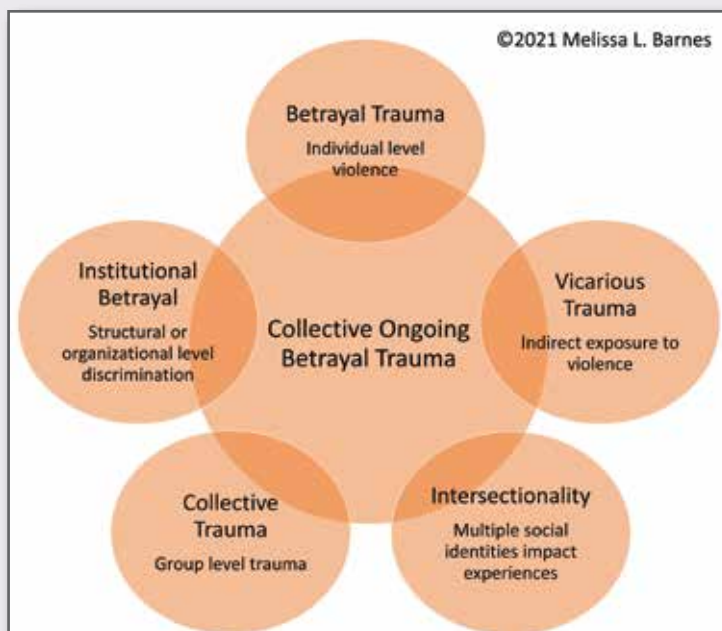 ©2021 Melissa L. Barnes
Betrayal Trauma
Individual level
violence
Institutional
Betrayal
Structural or
organizational level
discrimination
Vicarious
Trauma
Indirect exposure to
violence
Collective Ongoing
Betrayal Trauma
Collective
Trauma
Group level trauma
Intersectionality
Multiple social
identities impact
experiences